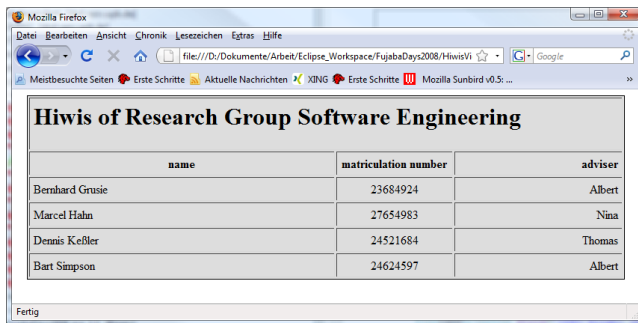 Mozilla Firefox
Datei Bearbeiten Ansicht Chronik Lesezeichen Extras Hilfe
file:///D:/Dokumente/Arbeit/Eclipse_Workspace/FujabaDays2008/HiwisVi
G Google
Meistbesuchte Seiten Erste Schritte Aktuelle Nachrichten XING Erste Schritte Mozilla Sunbird v0.5: ... »
Hiwis of Research Group Software Engineering
name matriculation number adviser
Bernhard Grusie 23684924 Albert
Marcel Hahn 27654983 Nina
Dennis Keßler 24521684 Thomas
Bart Simpson 24624597 Albert
Fertig